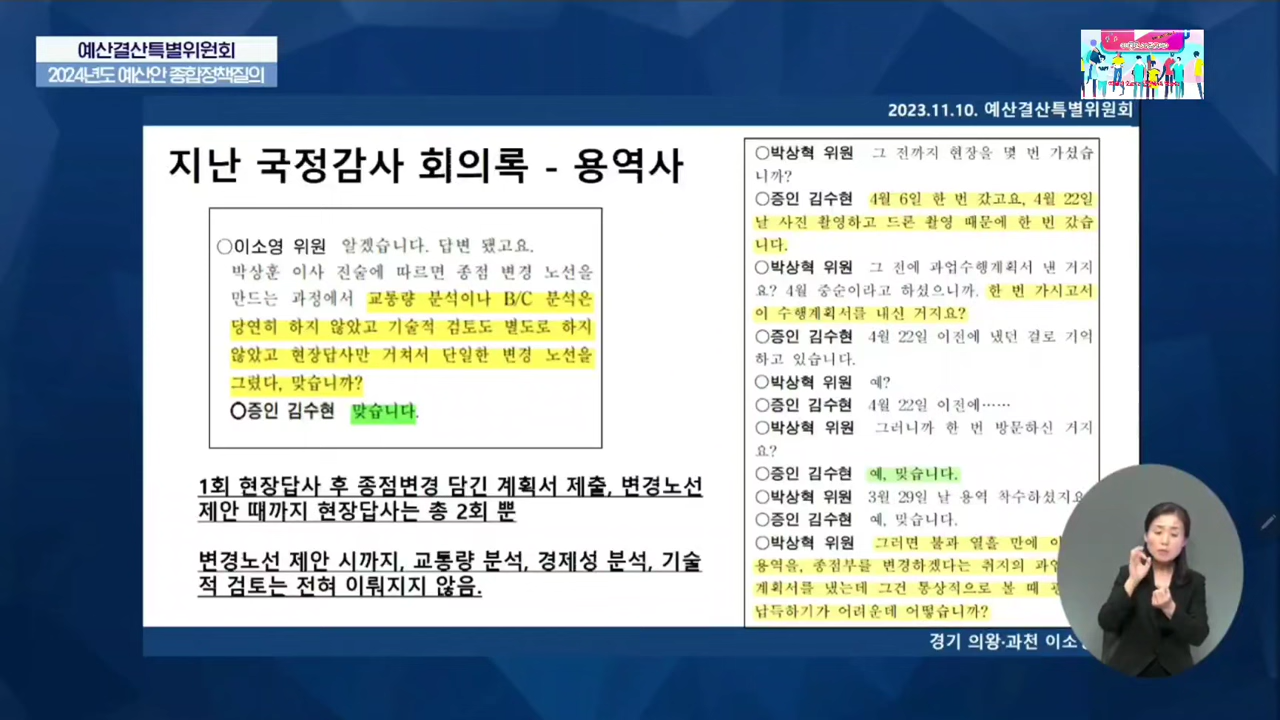 예산결산특별위원회
2024년도 예산안 종합정책질의
2023.11.10. 예산결산특별위원회
지난 국정감사 회의록 - 용역사
○이소영 위원 알겠습니다. 답변 됐고요.
박상훈 이사 진술에 따르면 종점 변경 노선을
만드는 과정에서 교통량 분석이나 B/C 분석은
당연히 하지 않았고 기술적 검토도 별도로 하지
않았고 현장답사만 거쳐서 단일한 변경 노선을
그렸다, 맞습니까?
○증인 김수현 맞습니다.
1회 현장답사 후 종점변경 담긴 계획서 제출, 변경노선
제안 때까지 현장답사는 총 2회 뿐
변경노선 제안 시까지, 교통량 분석, 경제성 분석, 기술
적 검토는 전혀 이뤄지지 않음.
○박상혁 위원 그 전까지 현장을 몇 번 가셨습
니까?
○증인 김수현 4월 6일 한 번 갔고요, 4월 22일
날 사진 촬영하고 드론 촬영 때문에 한 번 갔습
니다.
○박상혁 위원 그 전에 과업수행계획서 낸 거지
요? 4월 중순이라고 하셨으니까. 한 번 가시고서
이 수행계획서를 내신 거지요?
○증인 김수현 4월 22일 이전에 냈던 걸로 기억
하고 있습니다.
○박상혁 위원 예?
○증인 김수현 4월 22일 이전에……
○박상혁 위원 그러니까 한 번 방문하신 거지
요?
○증인 김수현 예, 맞습니다.
○박상혁 위원 3월 29일 날 용역 착수하셨지요
○증인 김수현 예, 맞습니다.
○박상혁 위원 그러면 불과 열흘 만에 이
용역을, 종점부를 변경하겠다는 취지의 과업
계획서를 냈는데 그건 통상적으로 볼 때
납득하기가 어려운데 어떻습니까?
경기 의왕·과천 이소